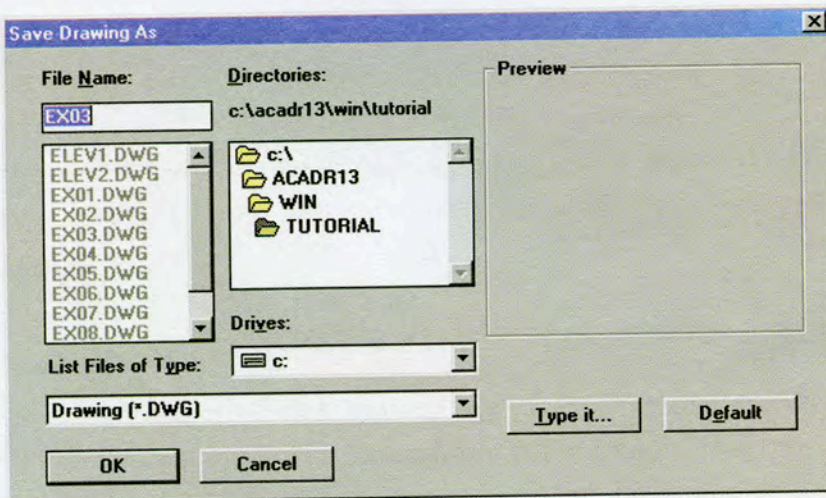 Save Drawing As
File Name:
EX03
ELEV1.DWG
ELEV2.DWG
EX01.DWG
EX02.DWG
EX03.DWG
EX04.DWG
EX05.DWG
EX06.DWG
EX07.DWG
EX08.DWG
List Files of Type:
Drawing (*.DWG)
Directories:
c:\acadr13\win\tutorial
c:\
ACADR13
WIN
TUTORIAL
Drives:
c:
Preview
Type it...
Default
OK
Cancel